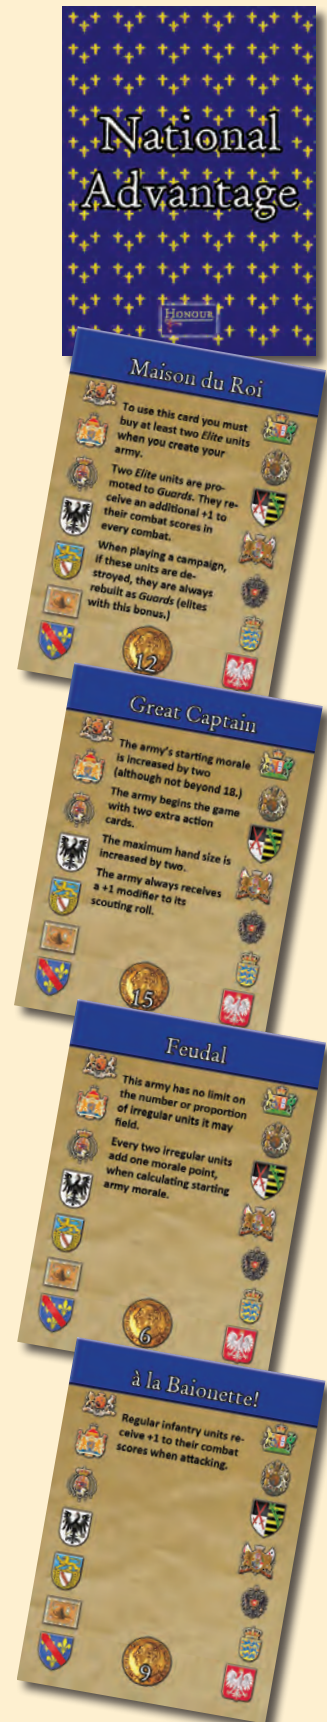 National
Advantage
HONOUR
Maison du Roi
To use this card you must
buy at least two Elite units
when you create your
army.
Two Elite units are pro-
moted to Guards. They re-
ceive an additional +1 to
their combat scores in
every combat.
When playing a campaign,
if these units are de-
stroyed, they are always
rebuilt as Guards (elites
with this bonus.)
12
Great Captain
The army's starting morale
is increased by two
(although not beyond 18.)
The army begins the game
with two extra action
cards.
The maximum hand size is
increased by two.
The army always receives
a +1 modifier to its
scouting roll.
15
Feudal
This army has no limit on
the number or proportion
of irregular units it may
field.
Every two irregular units
add one morale point,
when calculating starting
army morale.
6
à la Baionette!
Regular infantry units re-
ceive +1 to their combat
scores when attacking.
9